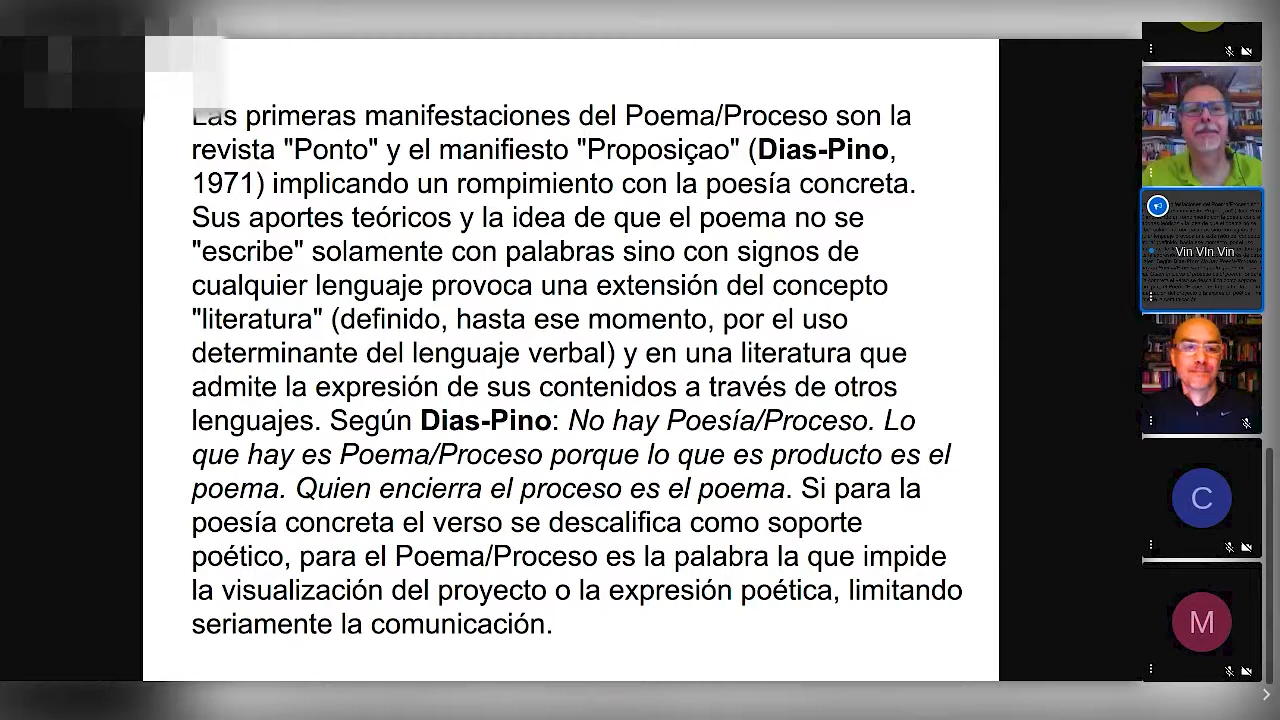 Las primeras manifestaciones del Poema/Proceso son la
revista "Ponto" y el manifiesto "Proposiçao" (Dias-Pino,
1971) implicando un rompimiento con la poesía concreta.
Sus aportes teóricos y la idea de que el poema no se
"escribe" solamente con palabras sino con signos de
cualquier lenguaje provoca una extensión del concepto
"literatura" (definido, hasta ese momento, por el uso
determinante del lenguaje verbal) y en una literatura que
admite la expresión de sus contenidos a través de otros
lenguajes. Según Dias-Pino: No hay Poesía/Proceso. Lo
que hay es Poema/Proceso porque lo que es producto es el
poema. Quien encierra el proceso es el poema. Si para la
poesía concreta el verso se descalifica como soporte
poético, para el Poema/Proceso es la palabra la que impide
la visualización del proyecto o la expresión poética, limitando
seriamente la comunicación.
Vin VIn Vin
C
M